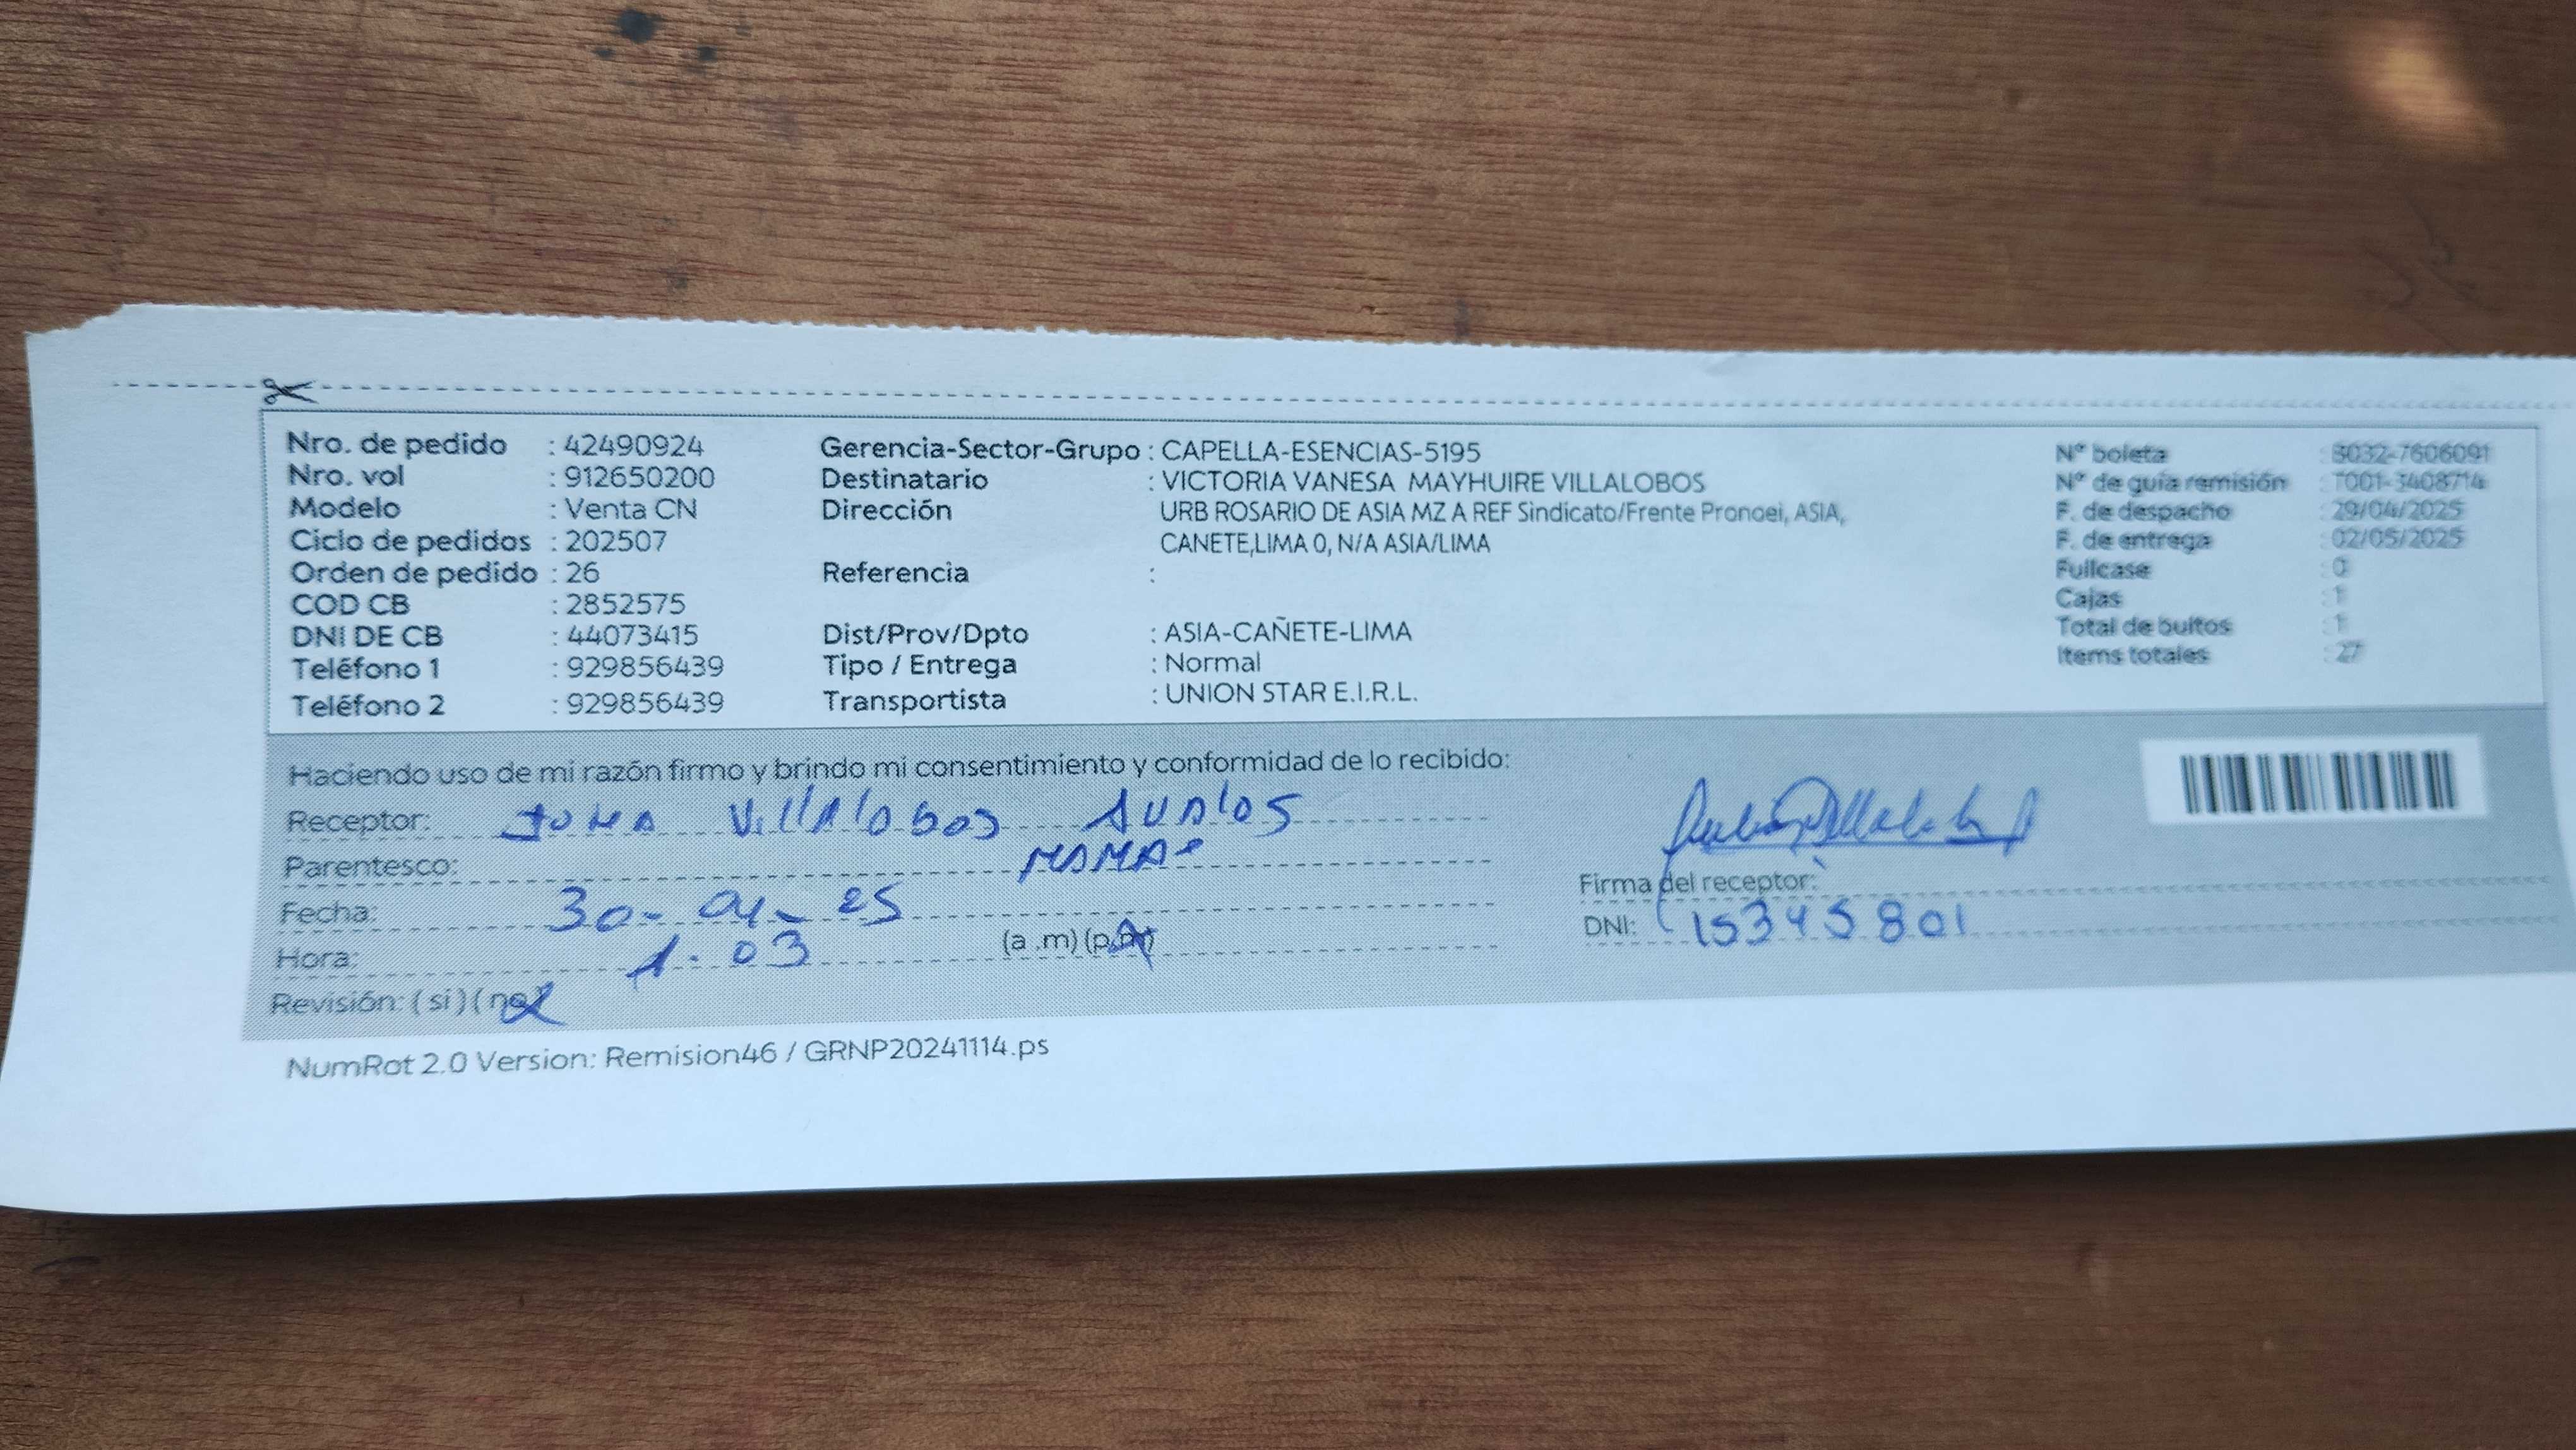 Nro. de pedido : 42490924
Nro. vol : 912650200
Modelo : Venta CN
Ciclo de pedidos : 202507
Orden de pedido : 26
COD CB : 2852575
DNI DE CB : 44073415
Teléfono 1 : 929856439
Teléfono 2 : 929856439
Gerencia-Sector-Grupo : CAPELLA-ESENCIAS-5195
Destinatario : VICTORIA VANESA MAYHUIRE VILLALOBOS
Dirección URB ROSARIO DE ASIA MZ A REF Sindicato/Frente Pronoei, ASIA,
CANETE,LIMA 0, N/A ASIA/LIMA
Referencia :
Dist/Prov/Dpto : ASIA-CAÑETE-LIMA
Tipo / Entrega : Normal
Transportista : UNION STAR E.I.R.L.
N° boleta : B032-7606091
N° de guía remisión : T001-3408714
F. de despacho : 29/04/2025
F. de entrega : 02/05/2025
Fullcase : 0
Cajas : 1
Total de bultos : 1
Items totales : 27
Haciendo uso de mi razón firmo y brindo mi consentimiento y conformidad de lo recibido:
Receptor: Villalobos
Parentesco: MAMA
Fecha: 30-04-25
Hora: 1.03 (a .m) (p.m)
Revisión: (si) (no)
Firma del receptor:
DNI: 15345801
NumRot 2.0 Version: Remision46 / GRNP20241114.ps